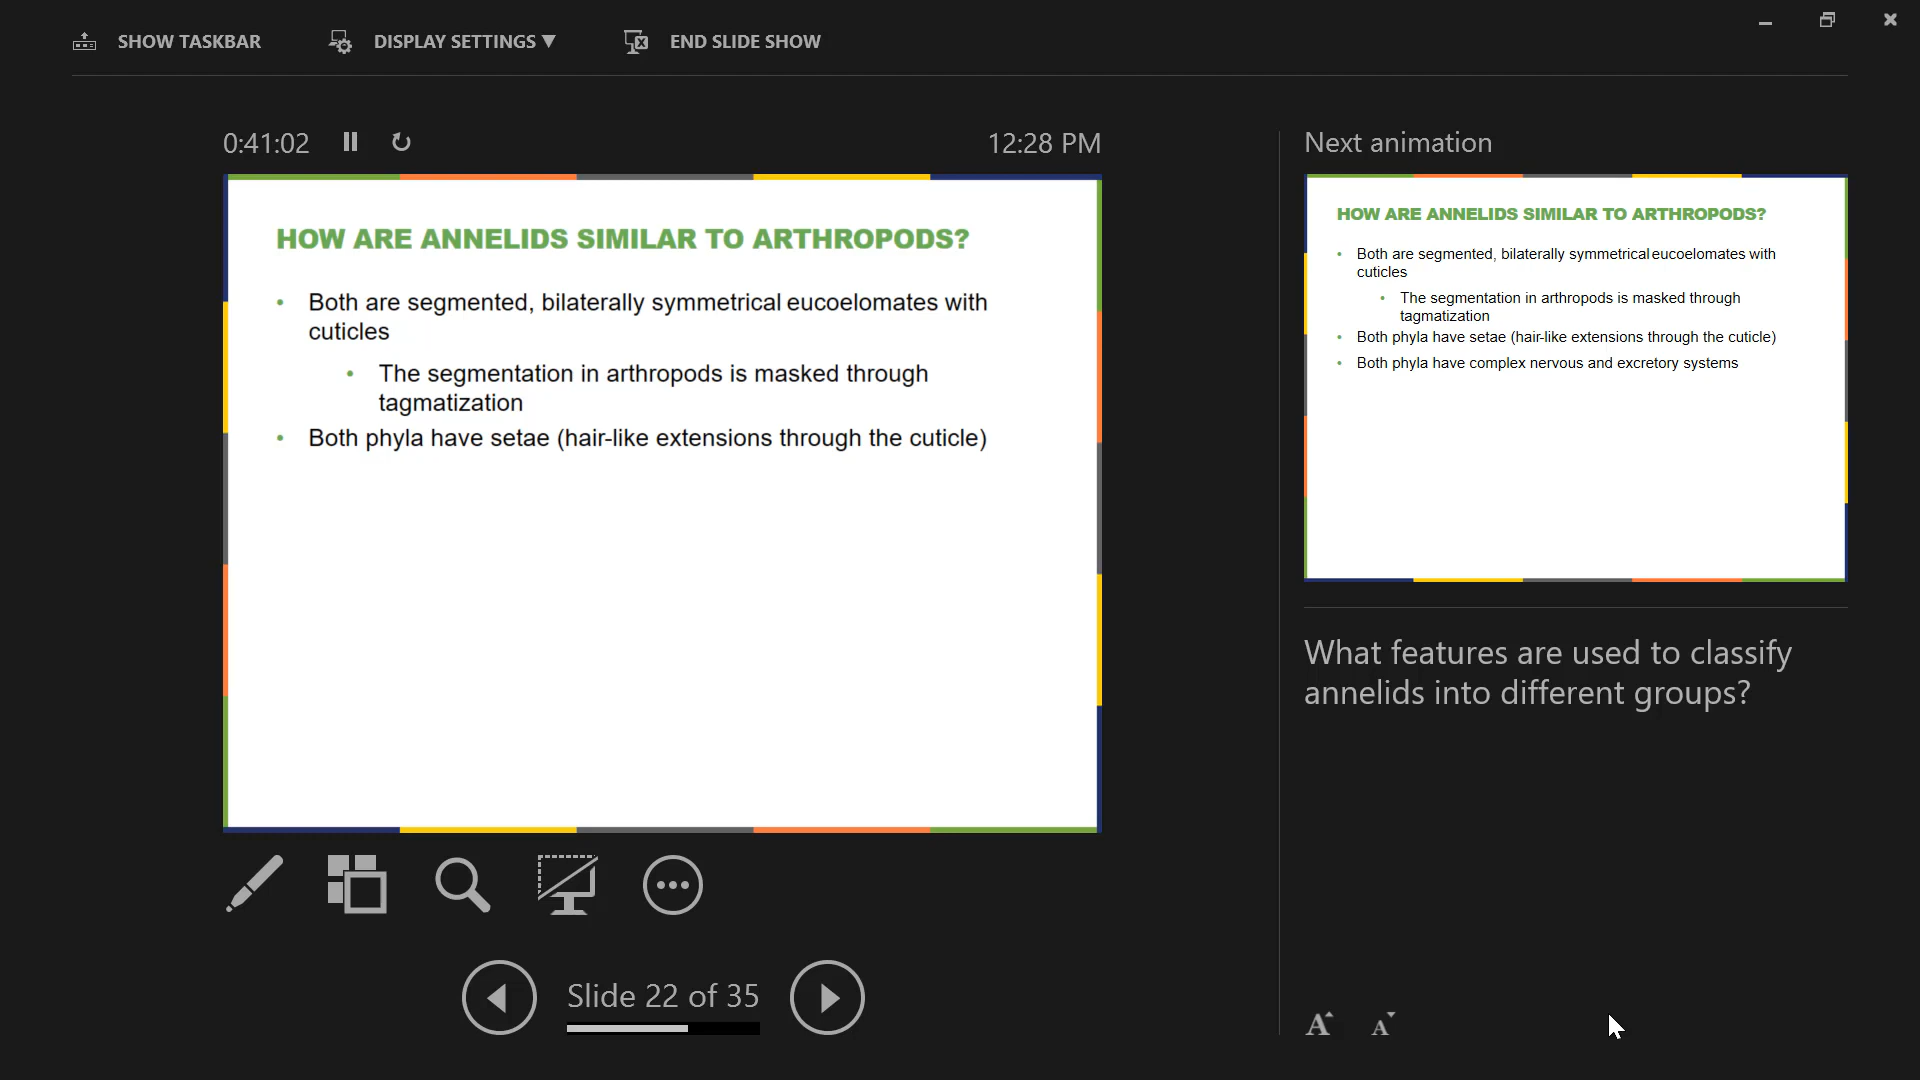 SHOW TASKBAR
DISPLAY SETTINGS ▼
END SLIDE SHOW
0:41:02
12:28 PM
HOW ARE ANNELIDS SIMILAR TO ARTHROPODS?
• Both are segmented, bilaterally symmetrical eucoelomates with
cuticles
• The segmentation in arthropods is masked through
tagmatization
• Both phyla have setae (hair-like extensions through the cuticle)
Slide 22 of 35
Next animation
HOW ARE ANNELIDS SIMILAR TO ARTHROPODS?
• Both are segmented, bilaterally symmetrical eucoelomates with
cuticles
• The segmentation in arthropods is masked through
tagmatization
• Both phyla have setae (hair-like extensions through the cuticle)
• Both phyla have complex nervous and excretory systems
What features are used to classify
annelids into different groups?
A A